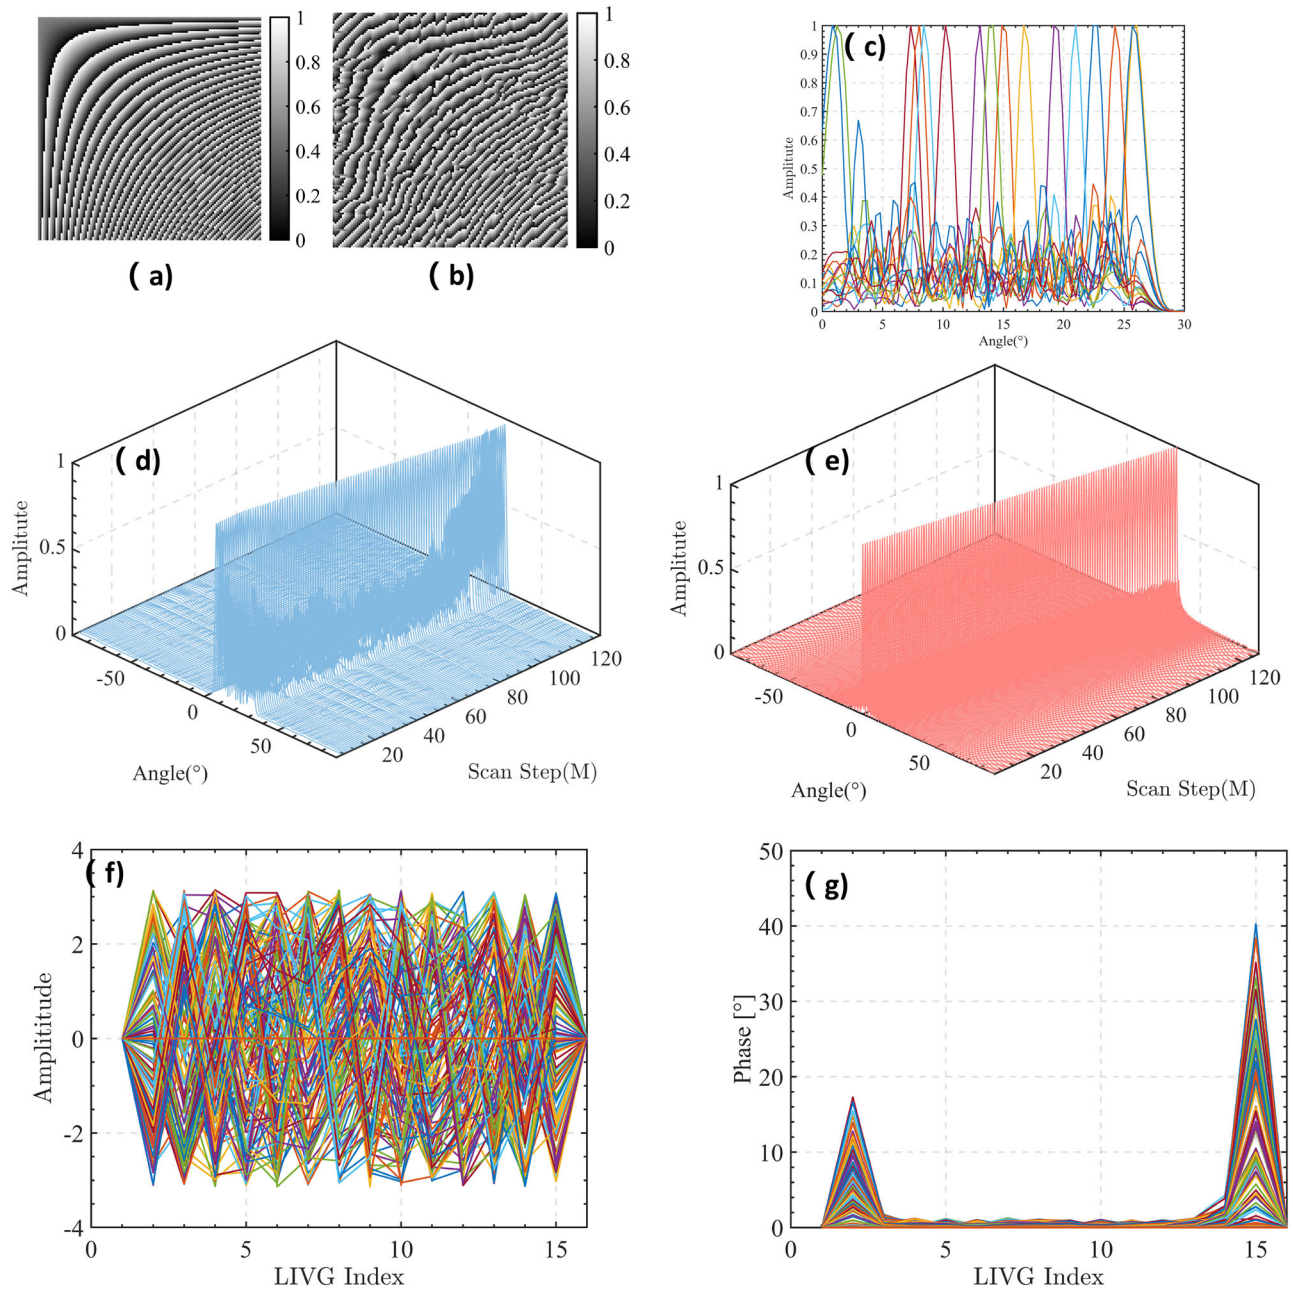 1
0.8
0.6
0.4
0.2
0
( a)
1
0.8
0.6
0.4
0.2
0
( b)
( c)
1
0.9
0.8
0.7
0.6
0.5
0.4
0.3
0.2
0.1
0
Amplitute
0 5 10 15 20 25 30
Angle(°)
( d)
1
0.5
0
Amplitute
-50
0
50
Angle(°)
20
40
60
80
100
120
Scan Step(M)
( e)
1
0.5
0
Amplitute
-50
0
50
Angle(°)
20
40
60
80
100
120
Scan Step(M)
( f)
4
2
0
-2
-4
Amplititude
0 5 10 15
LIVG Index
( g)
50
40
30
20
10
0
Phase [°]
0 5 10 15
LIVG Index